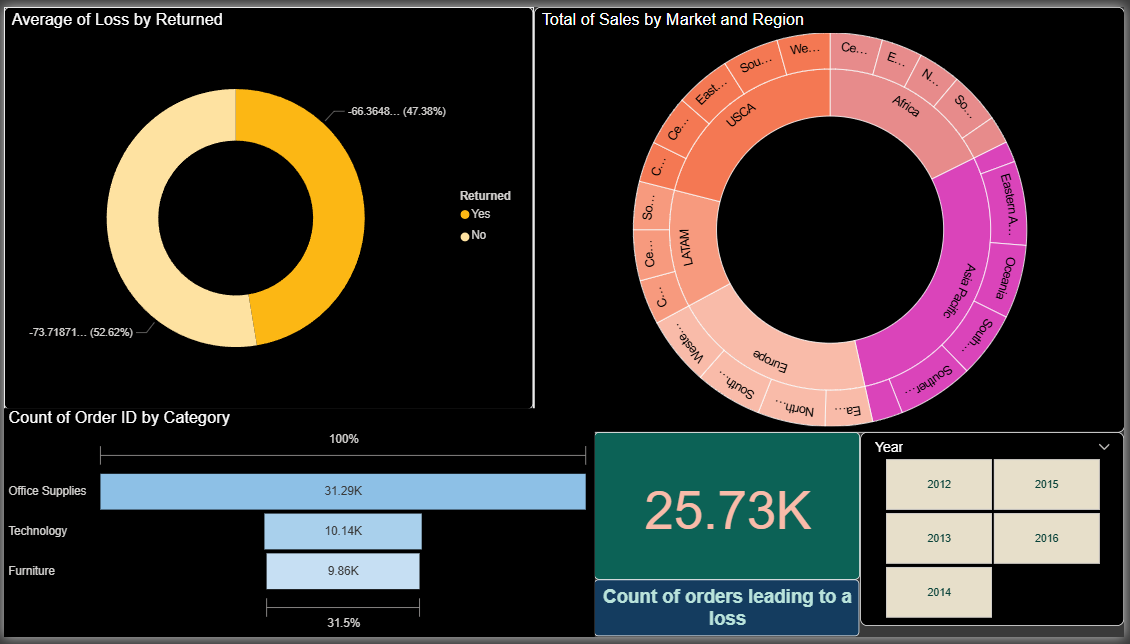 Average of Loss by Returned
-66.3648... (47.38%)
-73.71871... (52.62%)
Returned
Yes
No
Total of Sales by Market and Region
Africa
Ce...
E...
N...
So...
Asia Pacific
Eastern A...
Oceania
South...
Souther...
Europe
Ea...
North...
South...
Weste...
LATAM
C...
Ce...
So...
USCA
C...
Ce...
East...
Sou...
We...
Count of Order ID by Category
100%
Office Supplies
31.29K
Technology
10.14K
Furniture
9.86K
31.5%
25.73K
Count of orders leading to a
loss
Year
2012
2015
2013
2016
2014